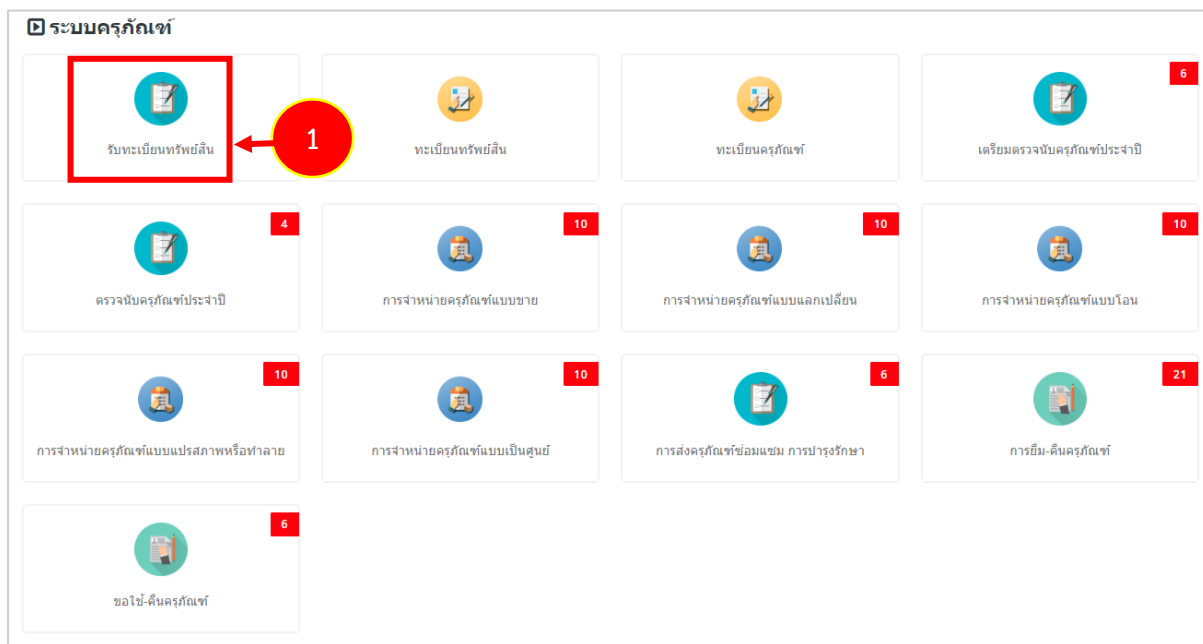 ระบบครุภัณฑ์
6
รับทะเบียนทรัพย์สิน
1
ทะเบียนทรัพย์สิน
ทะเบียนครุภัณฑ์
เตรียมตรวจนับครุภัณฑ์ประจำปี
4
10
10
10
ตรวจนับครุภัณฑ์ประจำปี
การจำหน่ายครุภัณฑ์แบบขาย
การจำหน่ายครุภัณฑ์แบบแลกเปลี่ยน
การจำหน่ายครุภัณฑ์แบบโอน
10
10
6
21
การจำหน่ายครุภัณฑ์แบบแปรสภาพหรือทำลาย
การจำหน่ายครุภัณฑ์แบบเป็นศูนย์
การส่งครุภัณฑ์ซ่อมแซม การบำรุงรักษา
การยืม-คืนครุภัณฑ์
6
ขอใช้-คืนครุภัณฑ์